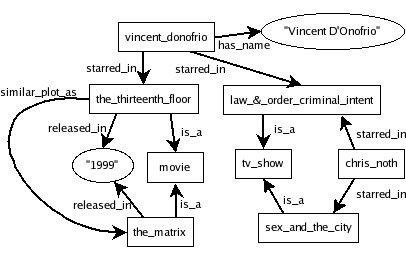 vincent_donofrio
has_name
"Vincent D'Onofrio"
starred_in
starred_in
similar_plot_as
the_thirteenth_floor
law_&_order_criminal_intent
released_in
is_a
is_a
starred_in
"1999"
movie
tv_show
chris_noth
released_in
is_a
is_a
starred_in
the_matrix
sex_and_the_city